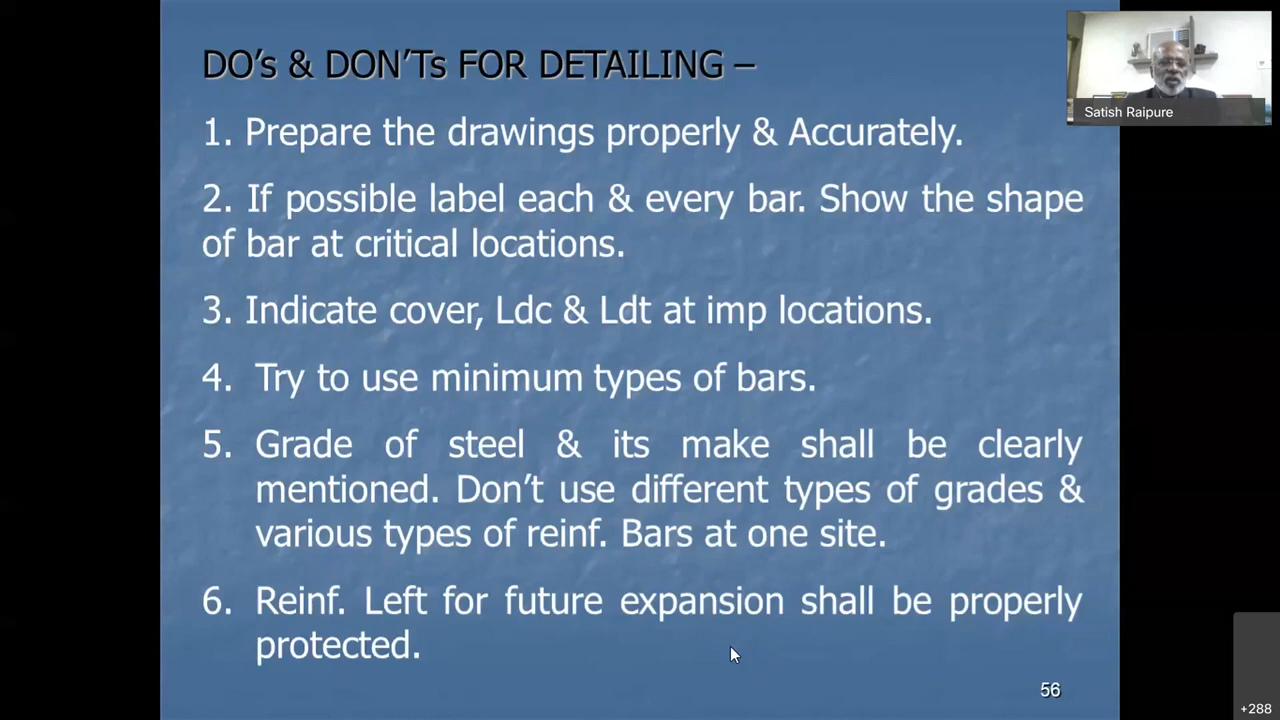 DO's & DON'Ts FOR DETAILING –
Satish Raipure
1. Prepare the drawings properly & Accurately.
2. If possible label each & every bar. Show the shape
of bar at critical locations.
3. Indicate cover, Ldc & Ldt at imp locations.
4. Try to use minimum types of bars.
5. Grade of steel & its make shall be clearly
mentioned. Don't use different types of grades &
various types of reinf. Bars at one site.
6. Reinf. Left for future expansion shall be properly
protected.
56
+288